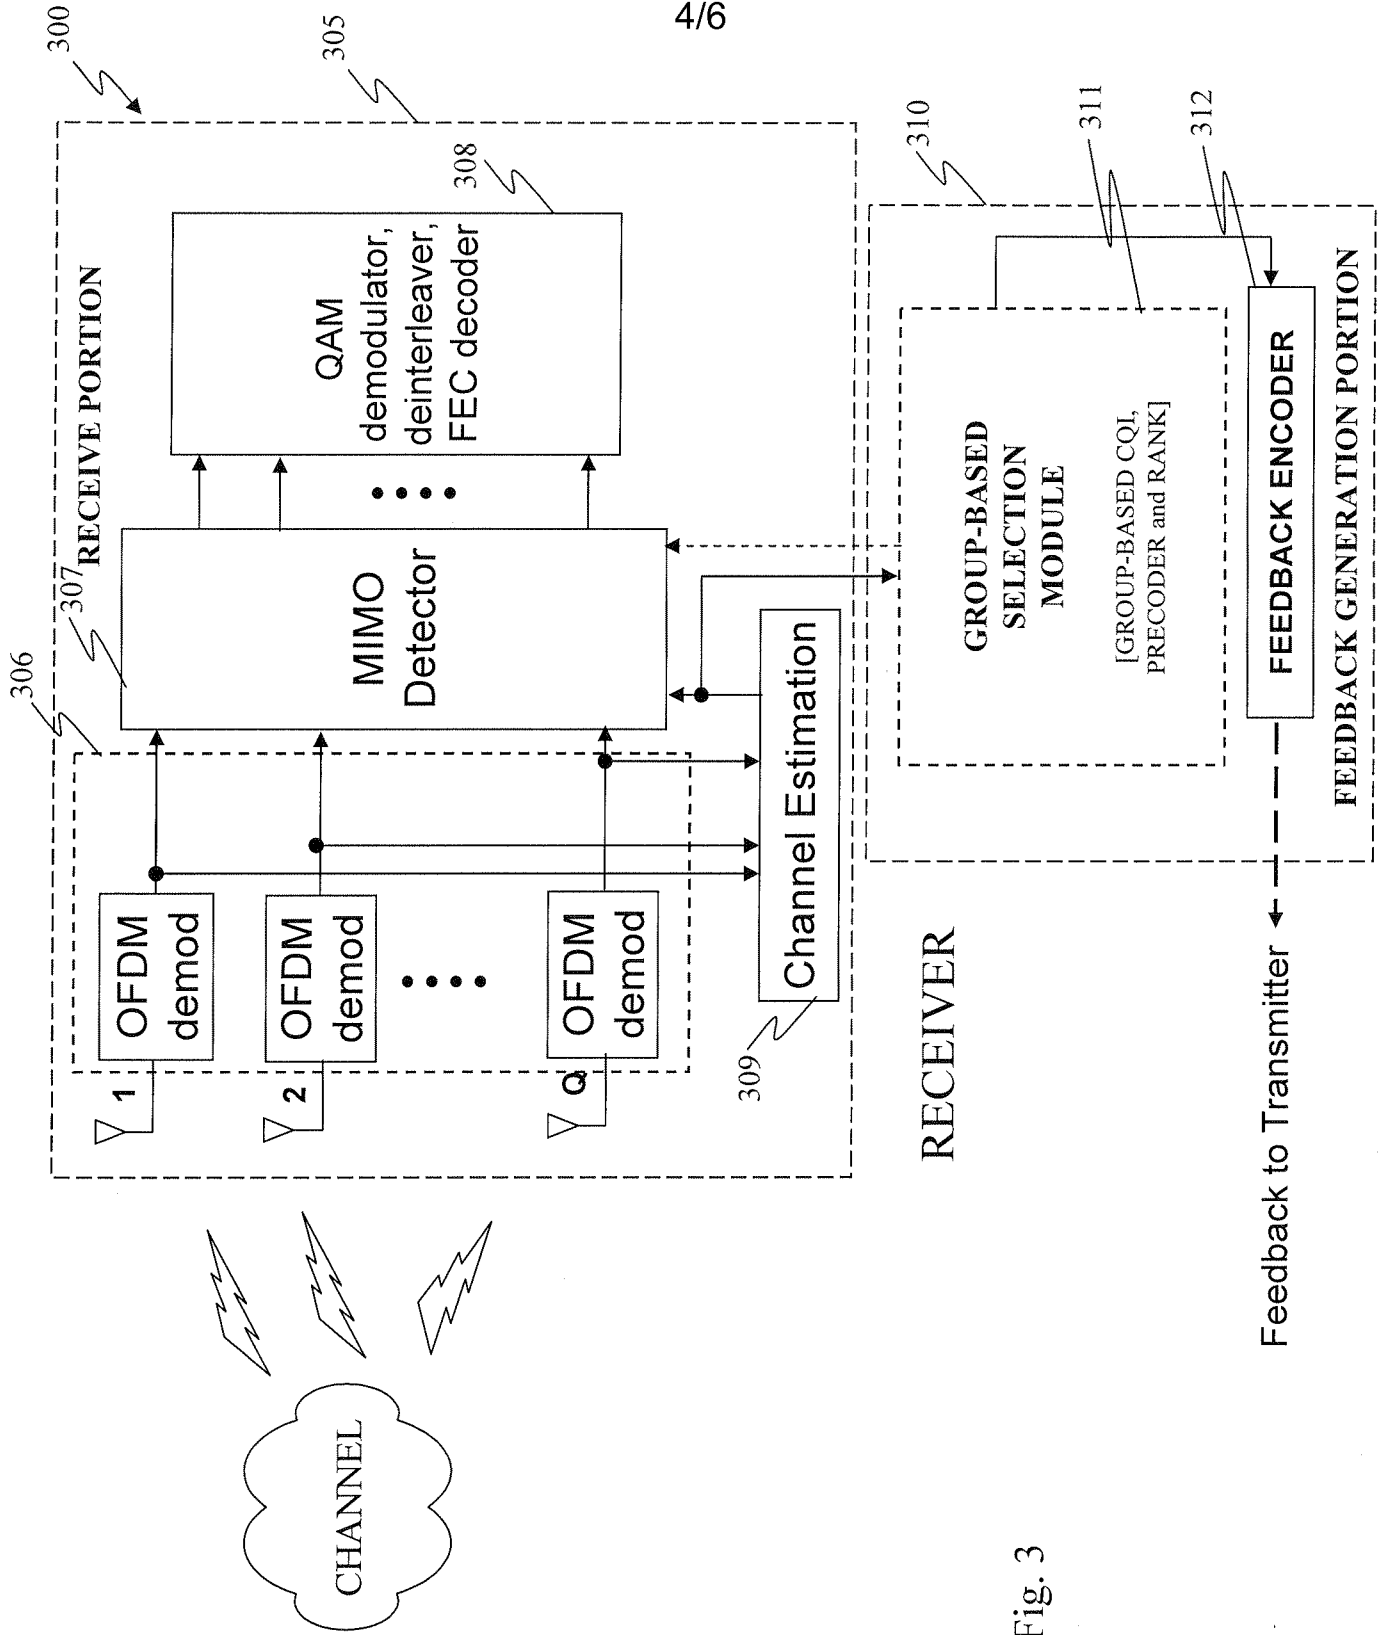 4/6
300
305
RECEIVE PORTION
306
307
308
1
OFDM
demod
2
OFDM
demod
Q
OFDM
demod
MIMO
Detector
QAM
demodulator,
deinterleaver,
FEC decoder
CHANNEL
309
Channel Estimation
RECEIVER
310
311
312
GROUP-BASED
SELECTION
MODULE
[GROUP-BASED CQI,
PRECODER and RANK]
FEEDBACK ENCODER
FEEDBACK GENERATION PORTION
Feedback to Transmitter
Fig. 3